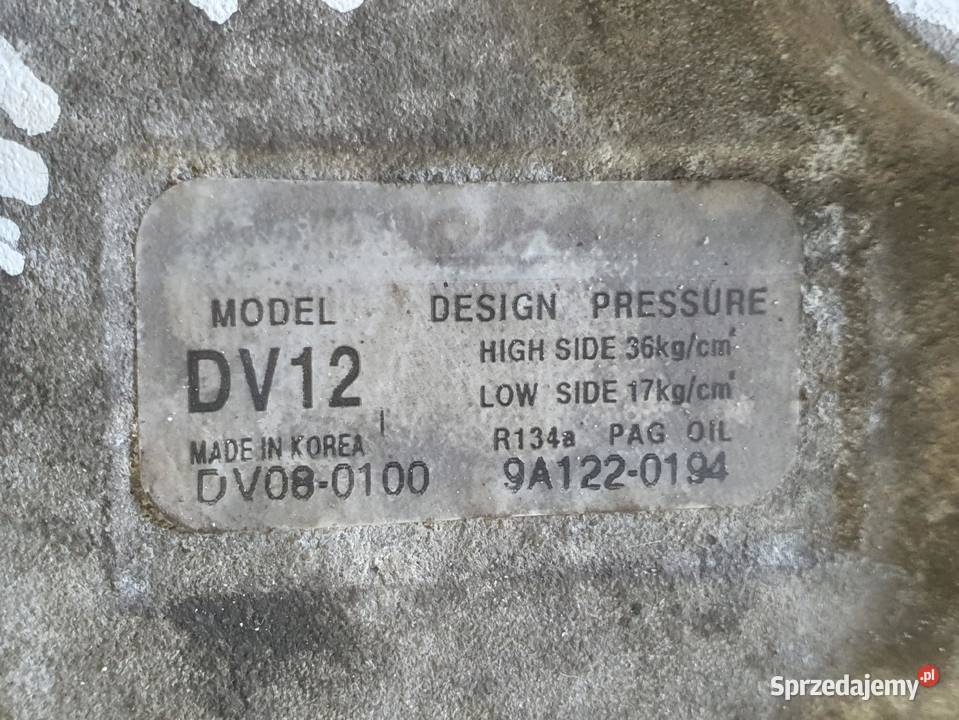 MODEL DESIGN PRESSURE
DV12 HIGH SIDE 36kg/cm²
LOW SIDE 17kg/cm²
MADE IN KOREA R134a PAG OIL
DV08-0100 9A122-0194
Sprzedajemy.pl